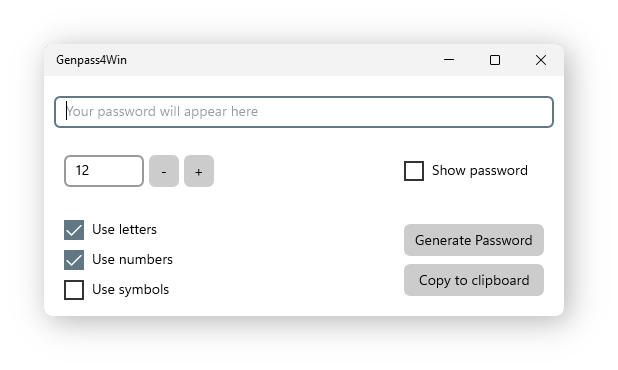 Genpass4Win
Your password will appear here
12 - + Show password
Use letters
Generate Password
Use numbers
Copy to clipboard
Use symbols